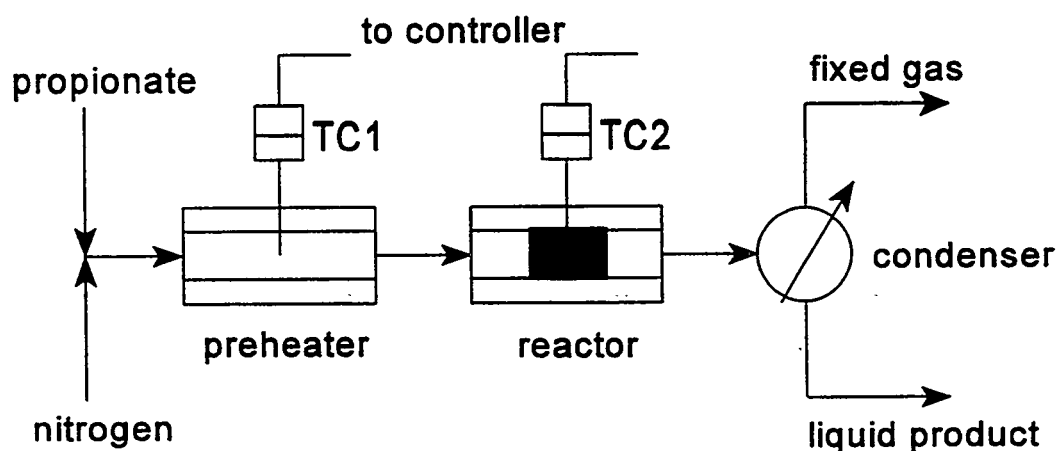 to controller
propionate
fixed gas
TC1
TC2
condenser
preheater
reactor
nitrogen
liquid product